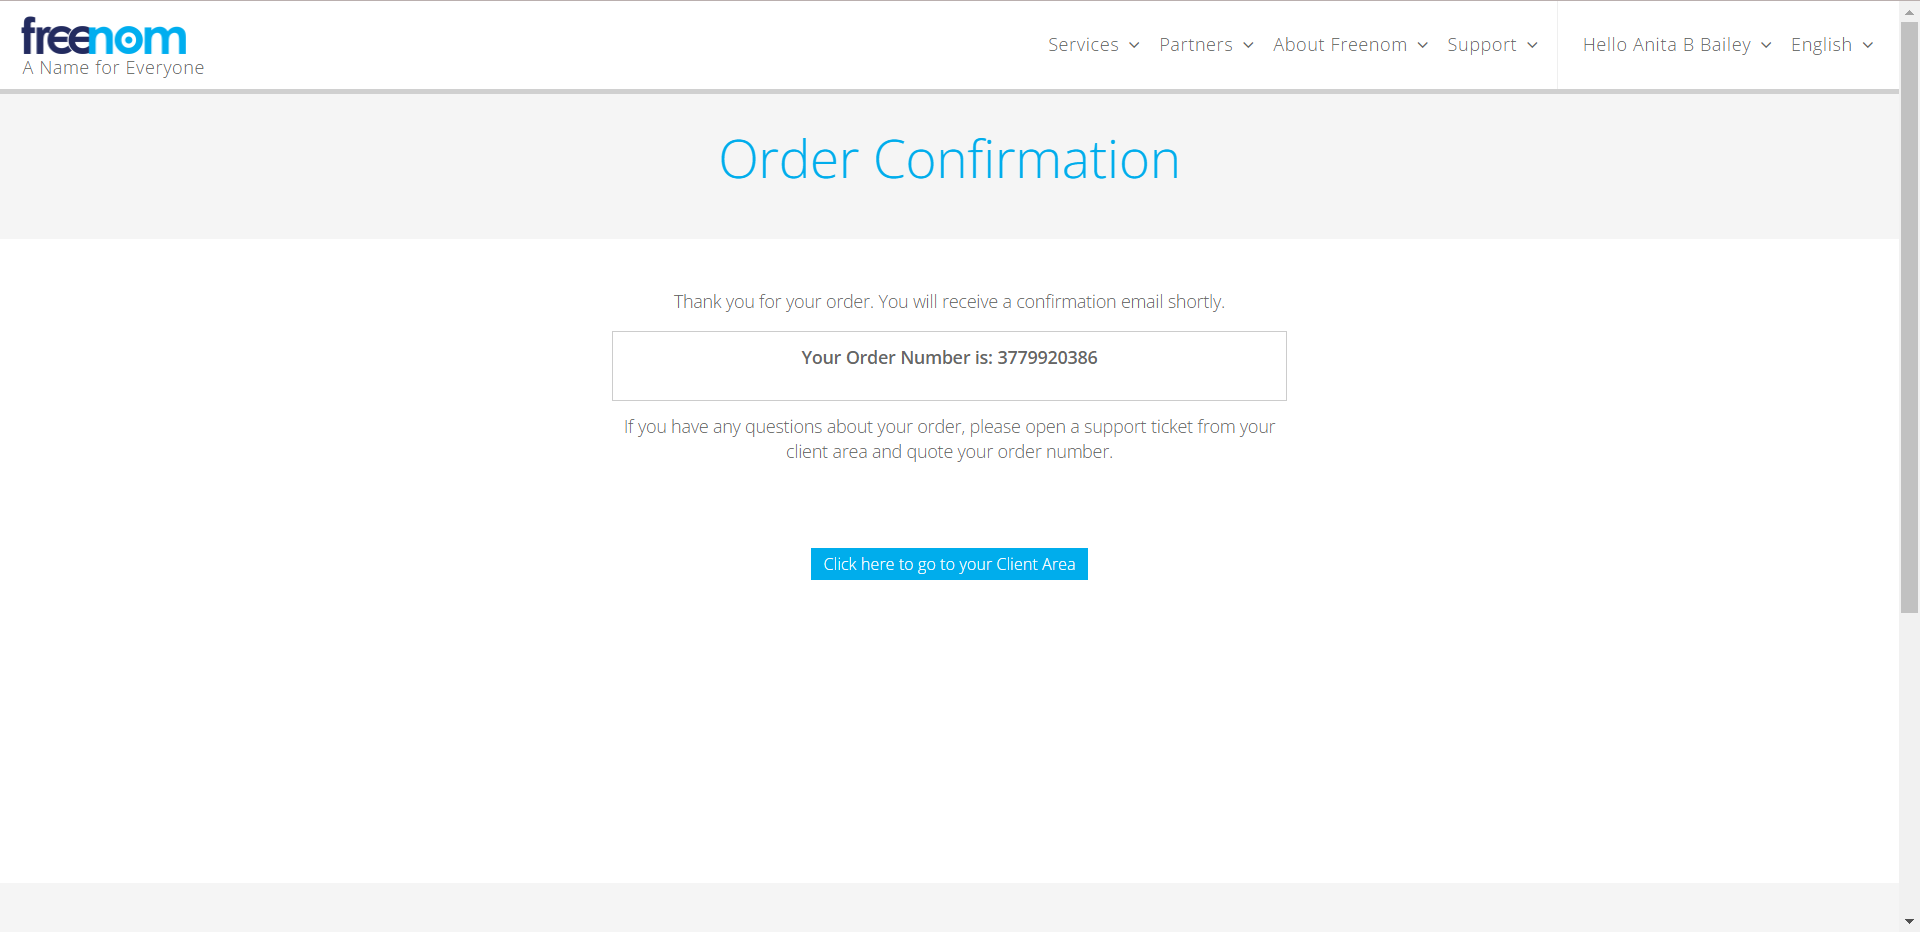 freenom
A Name for Everyone
Services
Partners
About Freenom
Support
Hello Anita B Bailey
English
Order Confirmation
Thank you for your order. You will receive a confirmation email shortly.
Your Order Number is: 3779920386
If you have any questions about your order, please open a support ticket from your
client area and quote your order number.
Click here to go to your Client Area